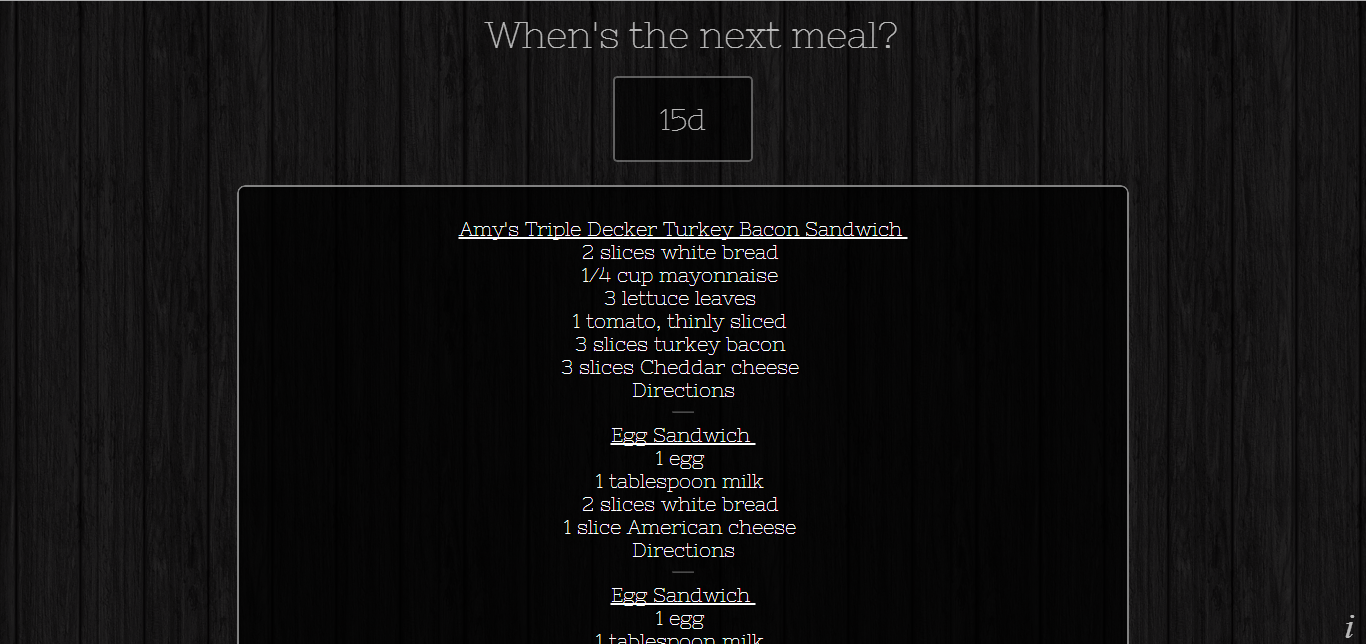 When's the next meal?
15d
Amy's Triple Decker Turkey Bacon Sandwich
2 slices white bread
1/4 cup mayonnaise
3 lettuce leaves
1 tomato, thinly sliced
3 slices turkey bacon
3 slices Cheddar cheese
Directions
—
Egg Sandwich
1 egg
1 tablespoon milk
2 slices white bread
1 slice American cheese
Directions
—
Egg Sandwich
1 egg
1 tablespoon milk
i